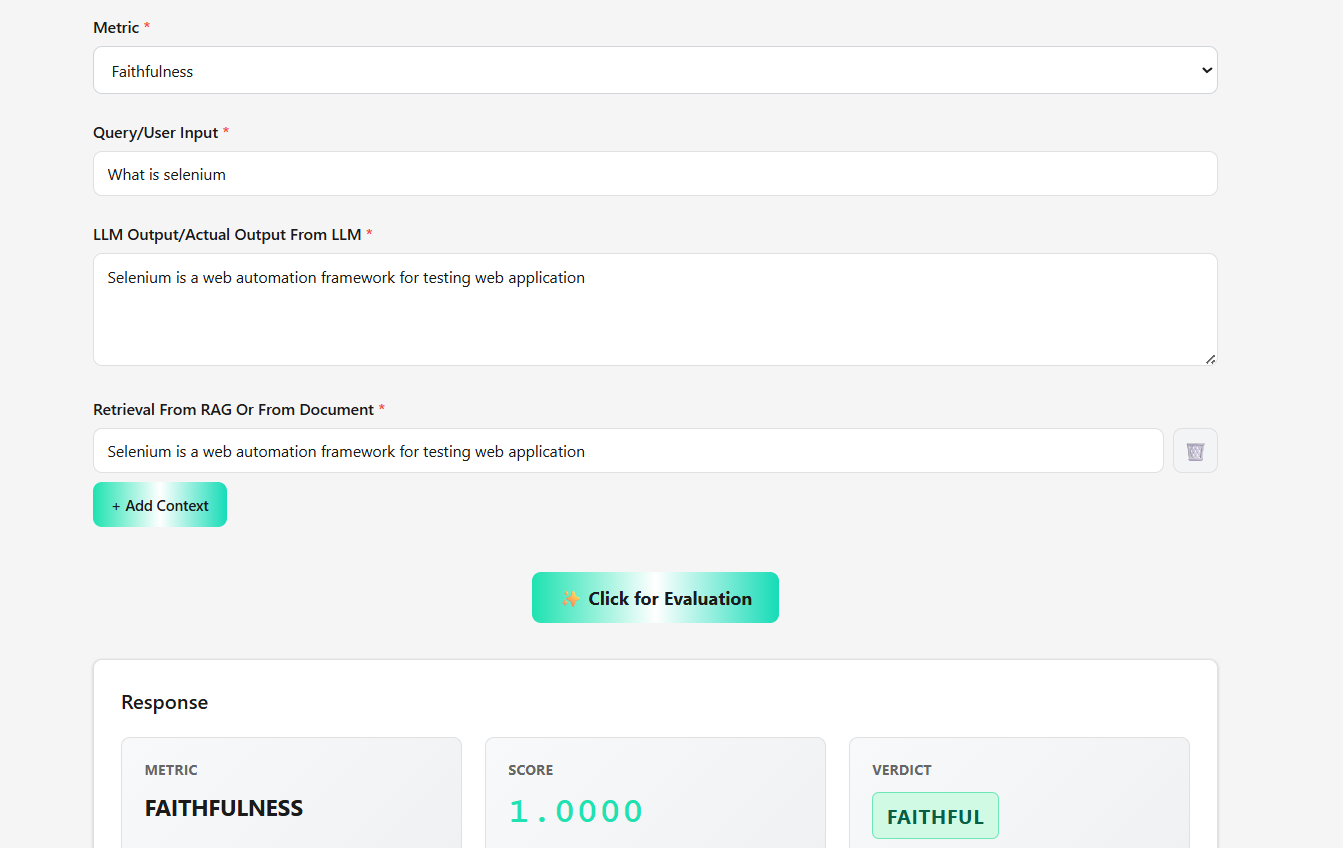 Metric *
Faithfulness
Query/User Input *
What is selenium
LLM Output/Actual Output From LLM *
Selenium is a web automation framework for testing web application
Retrieval From RAG Or From Document *
Selenium is a web automation framework for testing web application
+ Add Context
✨ Click for Evaluation
Response
METRIC
FAITHFULNESS
SCORE
1.0000
VERDICT
FAITHFUL